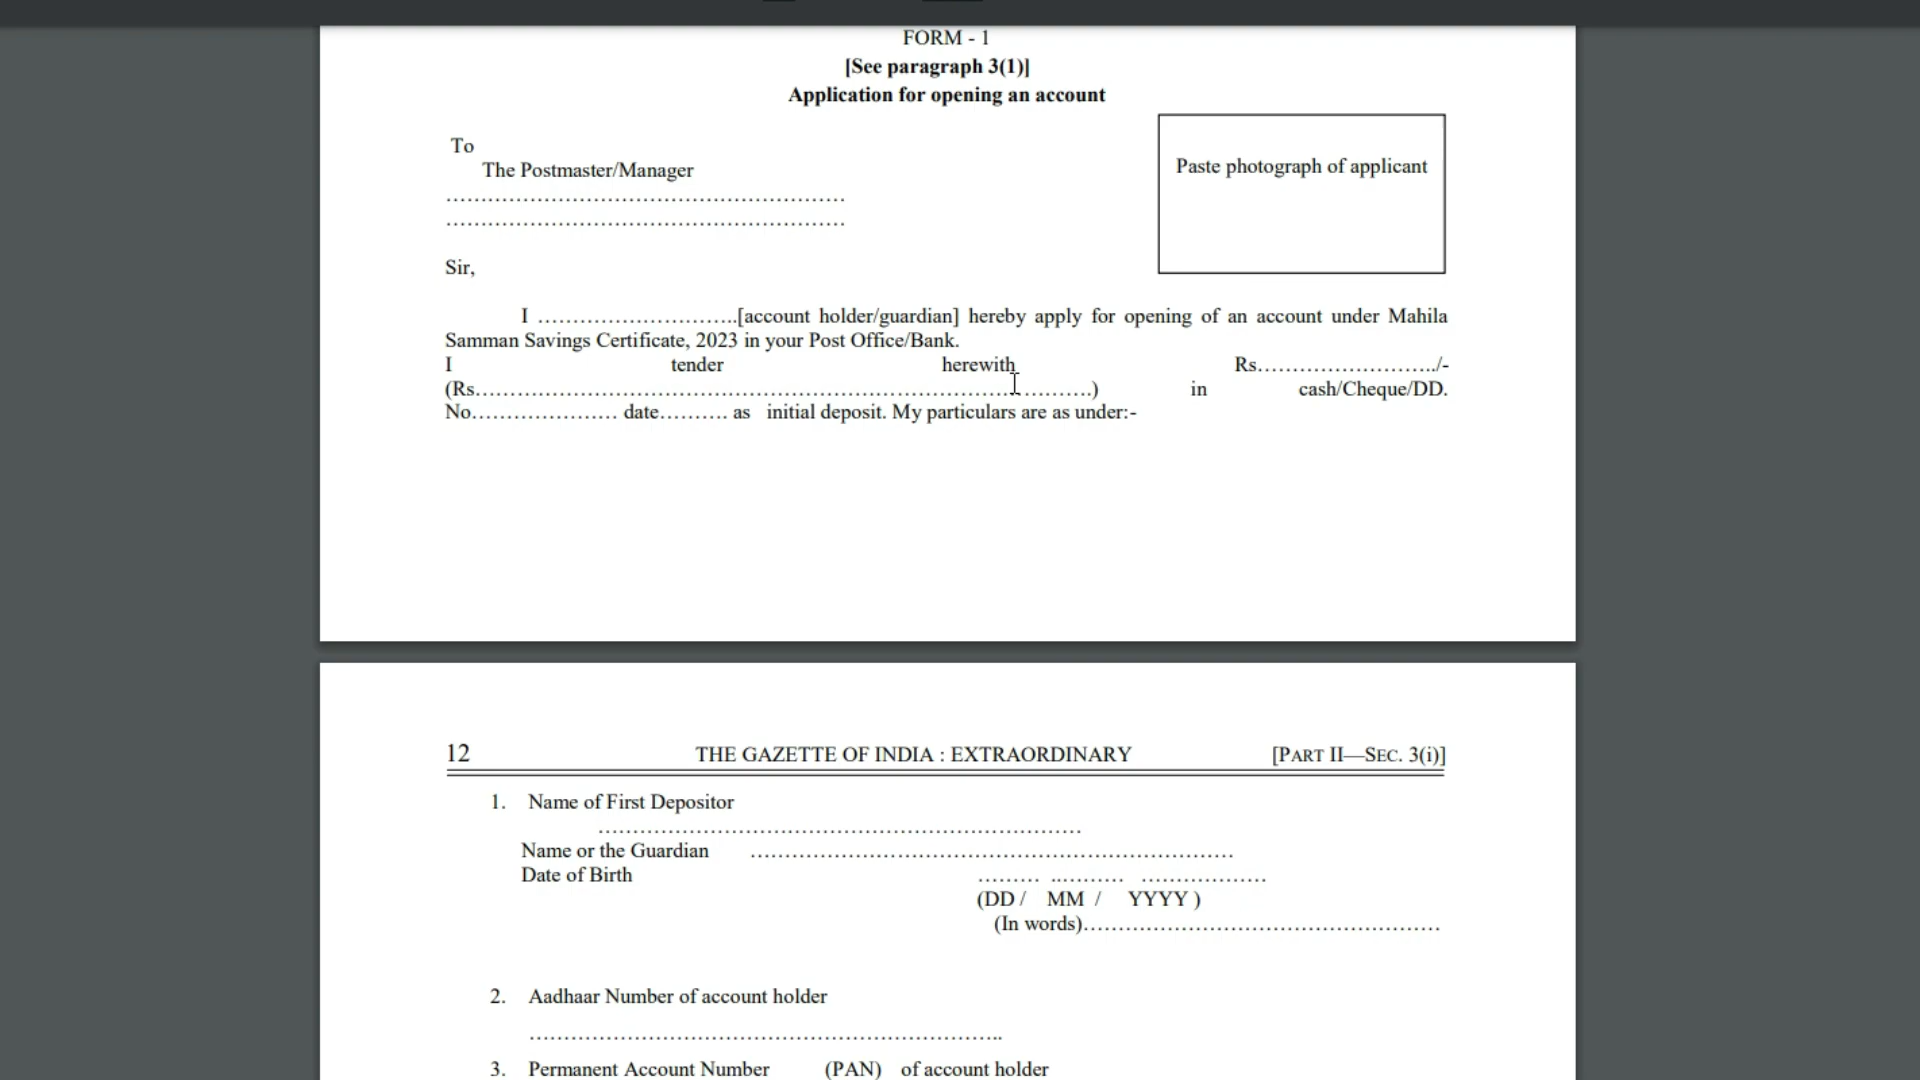 FORM - 1
[See paragraph 3(1)]
Application for opening an account
To
The Postmaster/Manager
Paste photograph of applicant
.........................................................
.........................................................
Sir,
I .............................[account holder/guardian] hereby apply for opening of an account under Mahila
Samman Savings Certificate, 2023 in your Post Office/Bank.
I tender herewith Rs........................./-
(Rs.........................................................................................) in cash/Cheque/DD.
No..................... date.......... as initial deposit. My particulars are as under:-
12 THE GAZETTE OF INDIA : EXTRAORDINARY [PART II—SEC. 3(i)]
1. Name of First Depositor
.....................................................................
Name or the Guardian .....................................................................
Date of Birth ......... ........... ..................
(DD / MM / YYYY )
(In words)...................................................
2. Aadhaar Number of account holder
....................................................................
3. Permanent Account Number (PAN) of account holder